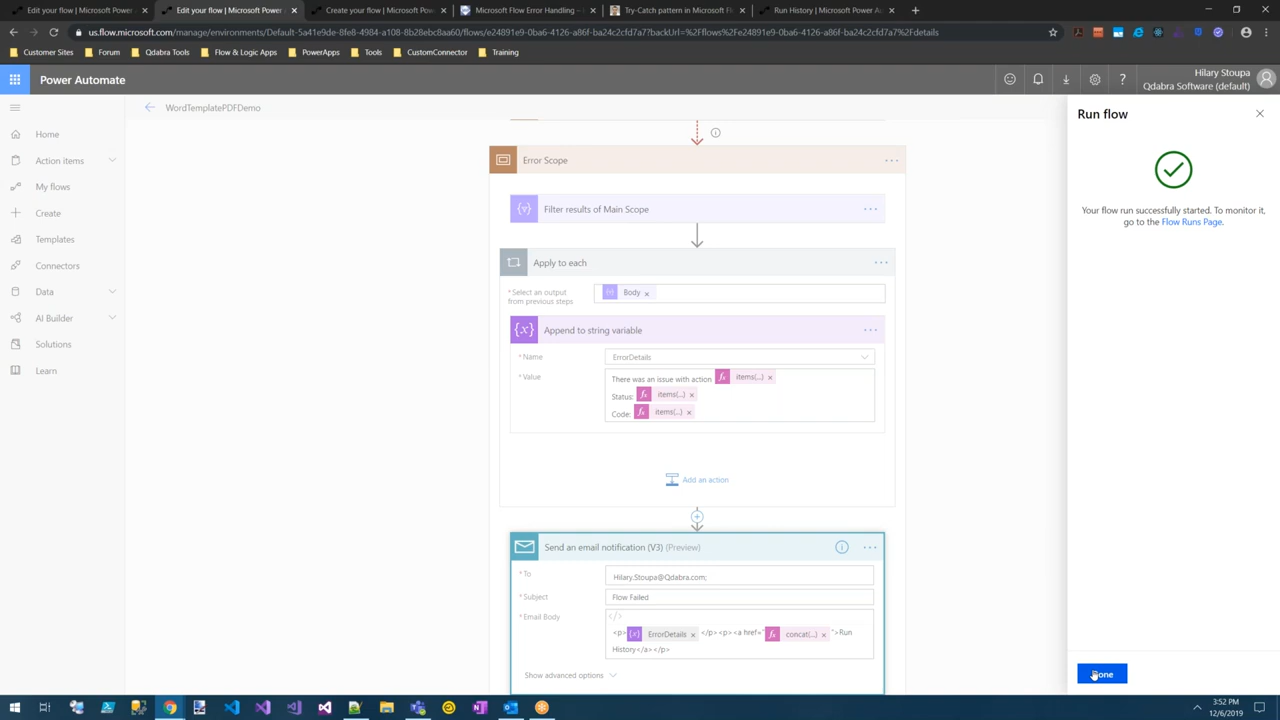 Edit your flow | Microsoft Power
Edit your flow | Microsoft Power
Create your flow | Microsoft Pow
Microsoft Flow Error Handling –
Try-Catch pattern in Microsoft Fl
Run History | Microsoft Power A
us.flow.microsoft.com/manage/environments/Default-5a41e9de-8fe8-4984-a108-8b28ebc8aa60/flows/e24891e9-0ba6-4126-a86f-ba24c2cfd7a7?backUrl=%2Fflows%2Fe24891e9-0ba6-4126-a86f-ba24c2cfd7a7%2Fdetails
Customer Sites
Forum
Qdabra Tools
Flow & Logic Apps
PowerApps
Tools
CustomConnector
Training
Power Automate
Hilary Stoupa
Qdabra Software (default)
WordTemplatePDFDemo
Home
Action items
My flows
Create
Templates
Connectors
Data
AI Builder
Solutions
Learn
Error Scope
Filter results of Main Scope
Apply to each
* Select an output
from previous steps
Body
Append to string variable
* Name
ErrorDetails
* Value
There was an issue with action items(...)
Status: items(...)
Code: items(...)
Add an action
Send an email notification (V3) (Preview)
* To
Hilary.Stoupa@Qdabra.com;
* Subject
Flow Failed
* Email Body
</>
<p> ErrorDetails </p><p><a href=" concat(...) ">Run
History</a></p>
Show advanced options
Run flow
Your flow run successfully started. To monitor it,
go to the Flow Runs Page.
Done
3:52 PM
12/6/2019